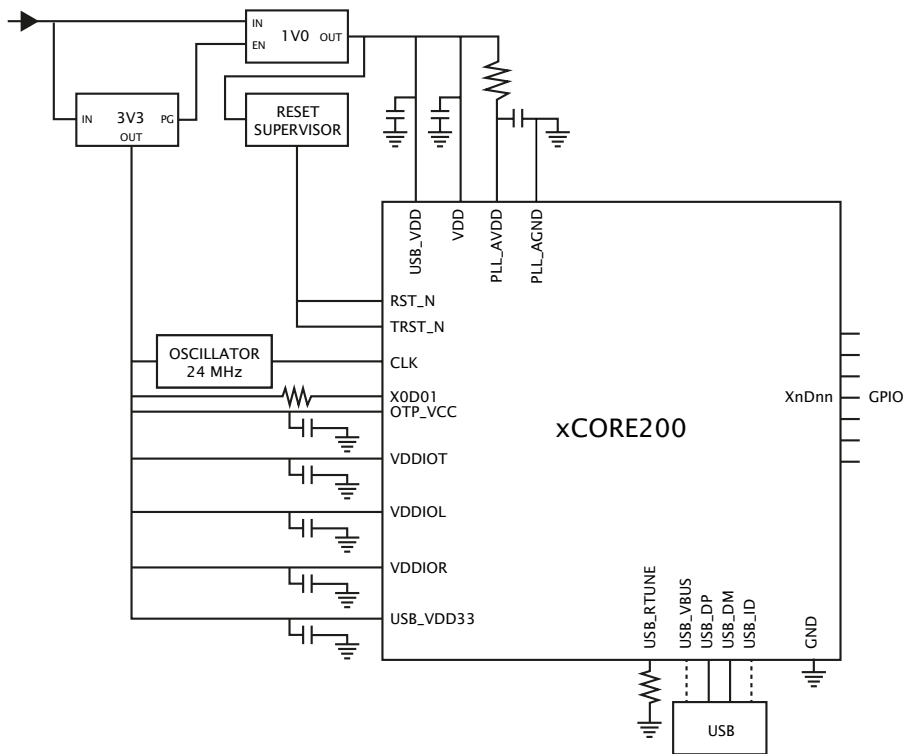 IN
1V0
OUT
EN
IN
3V3
PG
OUT
RESET
SUPERVISOR
USB_VDD
VDD
PLL_AVDD
PLL_AGND
RST_N
TRST_N
OSCILLATOR
24 MHz
CLK
X0D01
OTP_VCC
XnDnn
GPIO
xCORE200
VDDIOT
VDDIOL
VDDIOR
USB_VDD33
USB_RTUNE
USB_VBUS
USB_DP
USB_DM
USB_ID
GND
USB